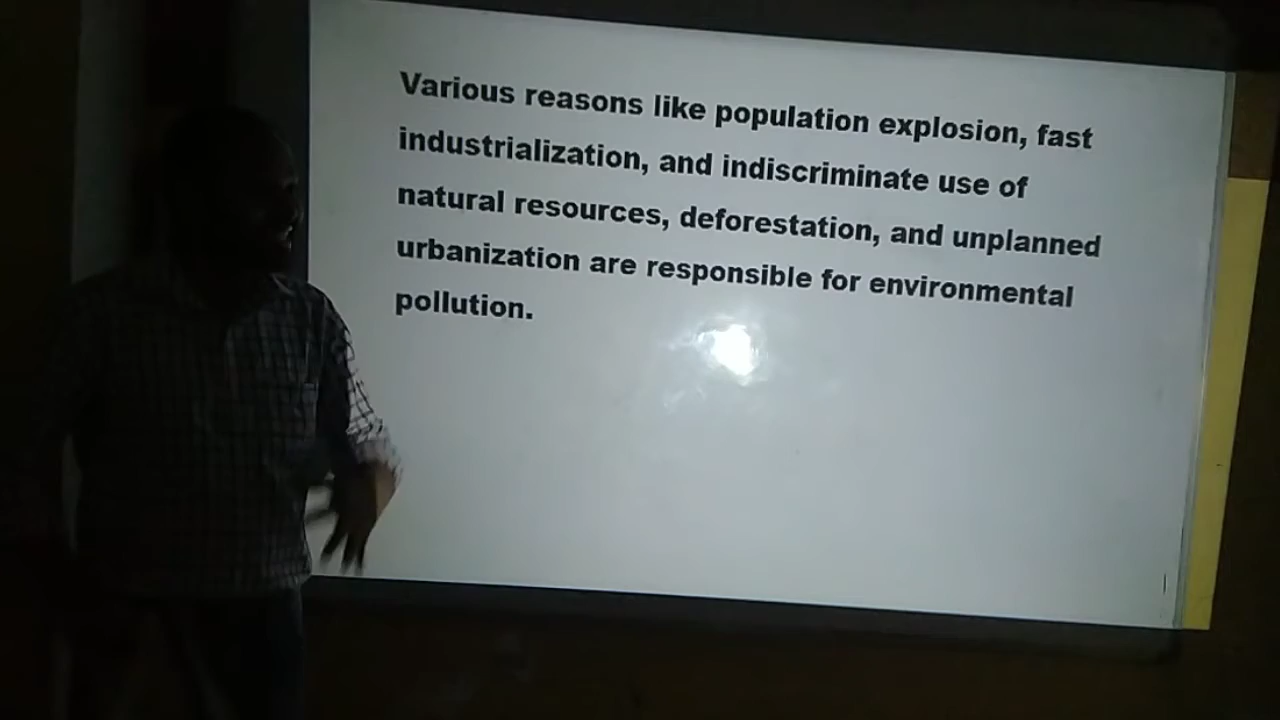 Various reasons like population explosion, fast
industrialization, and indiscriminate use of
natural resources, deforestation, and unplanned
urbanization are responsible for environmental
pollution.